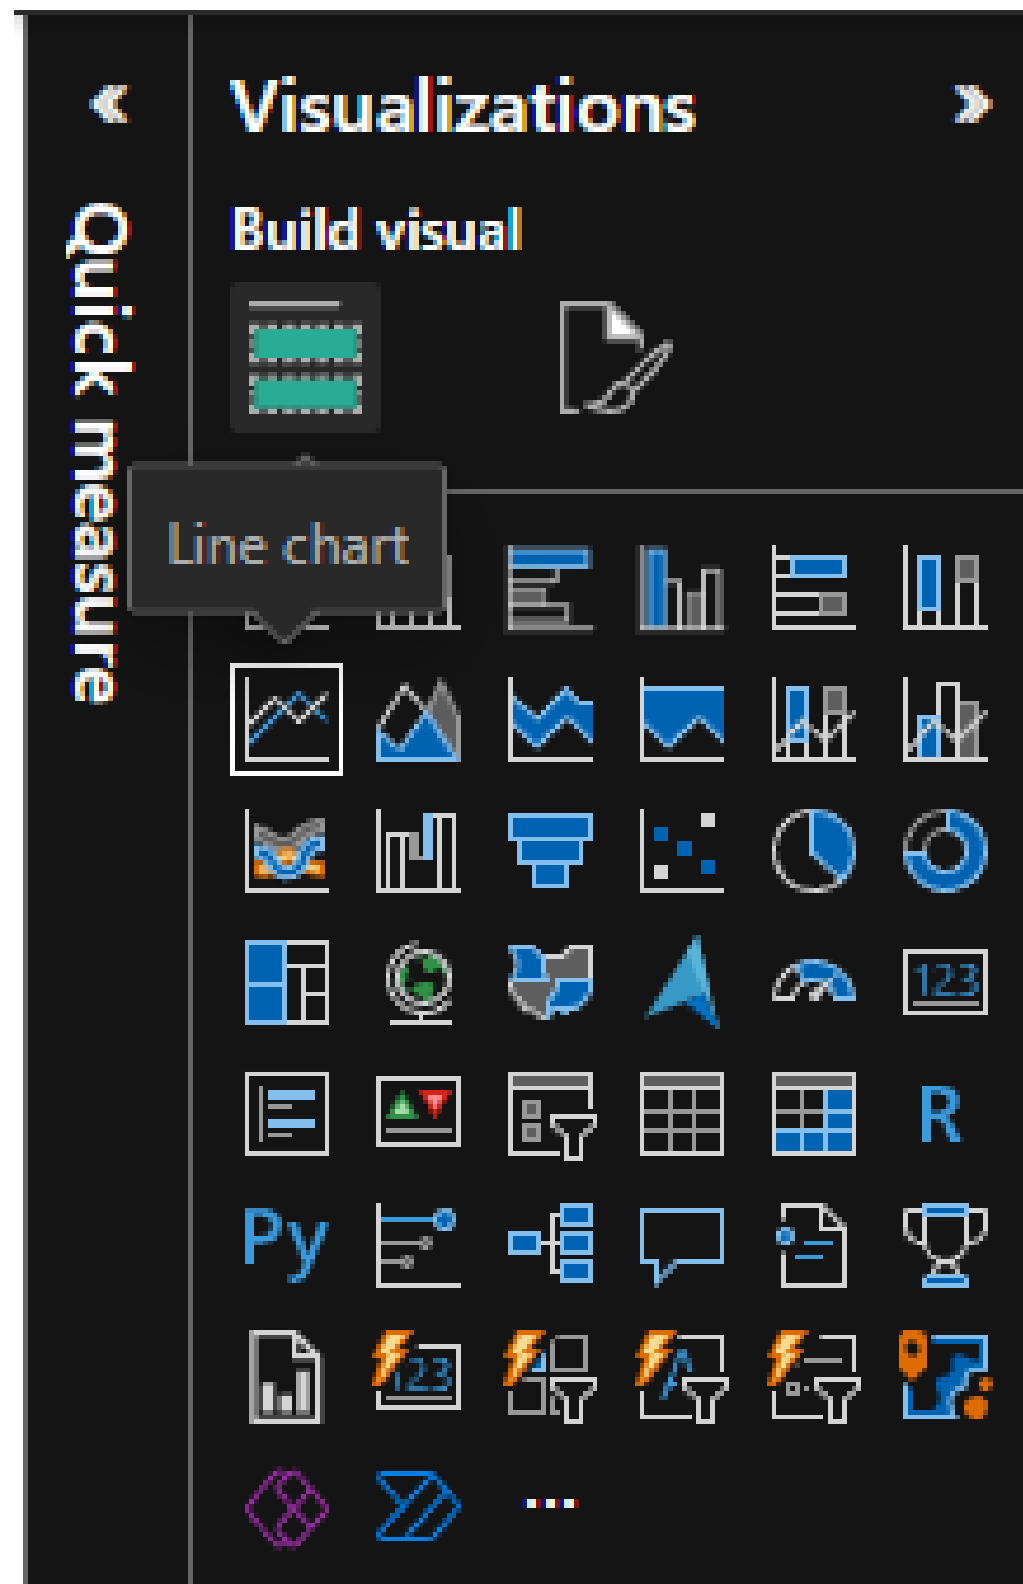 Visualizations
Build visual
Quick measure
Line chart
123
R
Py
123